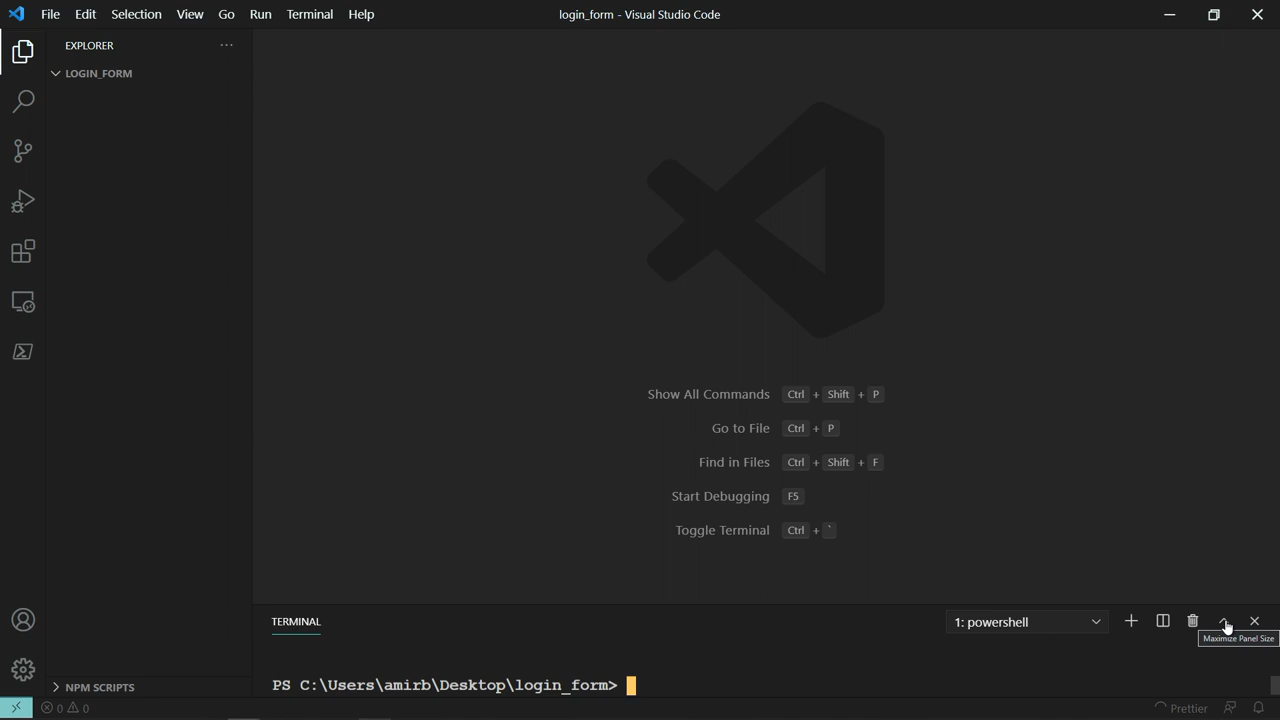 File Edit Selection View Go Run Terminal Help
login_form - Visual Studio Code
EXPLORER
LOGIN_FORM
Show All Commands Ctrl + Shift + P
Go to File Ctrl + P
Find in Files Ctrl + Shift + F
Start Debugging F5
Toggle Terminal Ctrl + `
TERMINAL
1: powershell
Maximize Panel Size
PS C:\Users\amirb\Desktop\login_form>
NPM SCRIPTS
0 0
Prettier